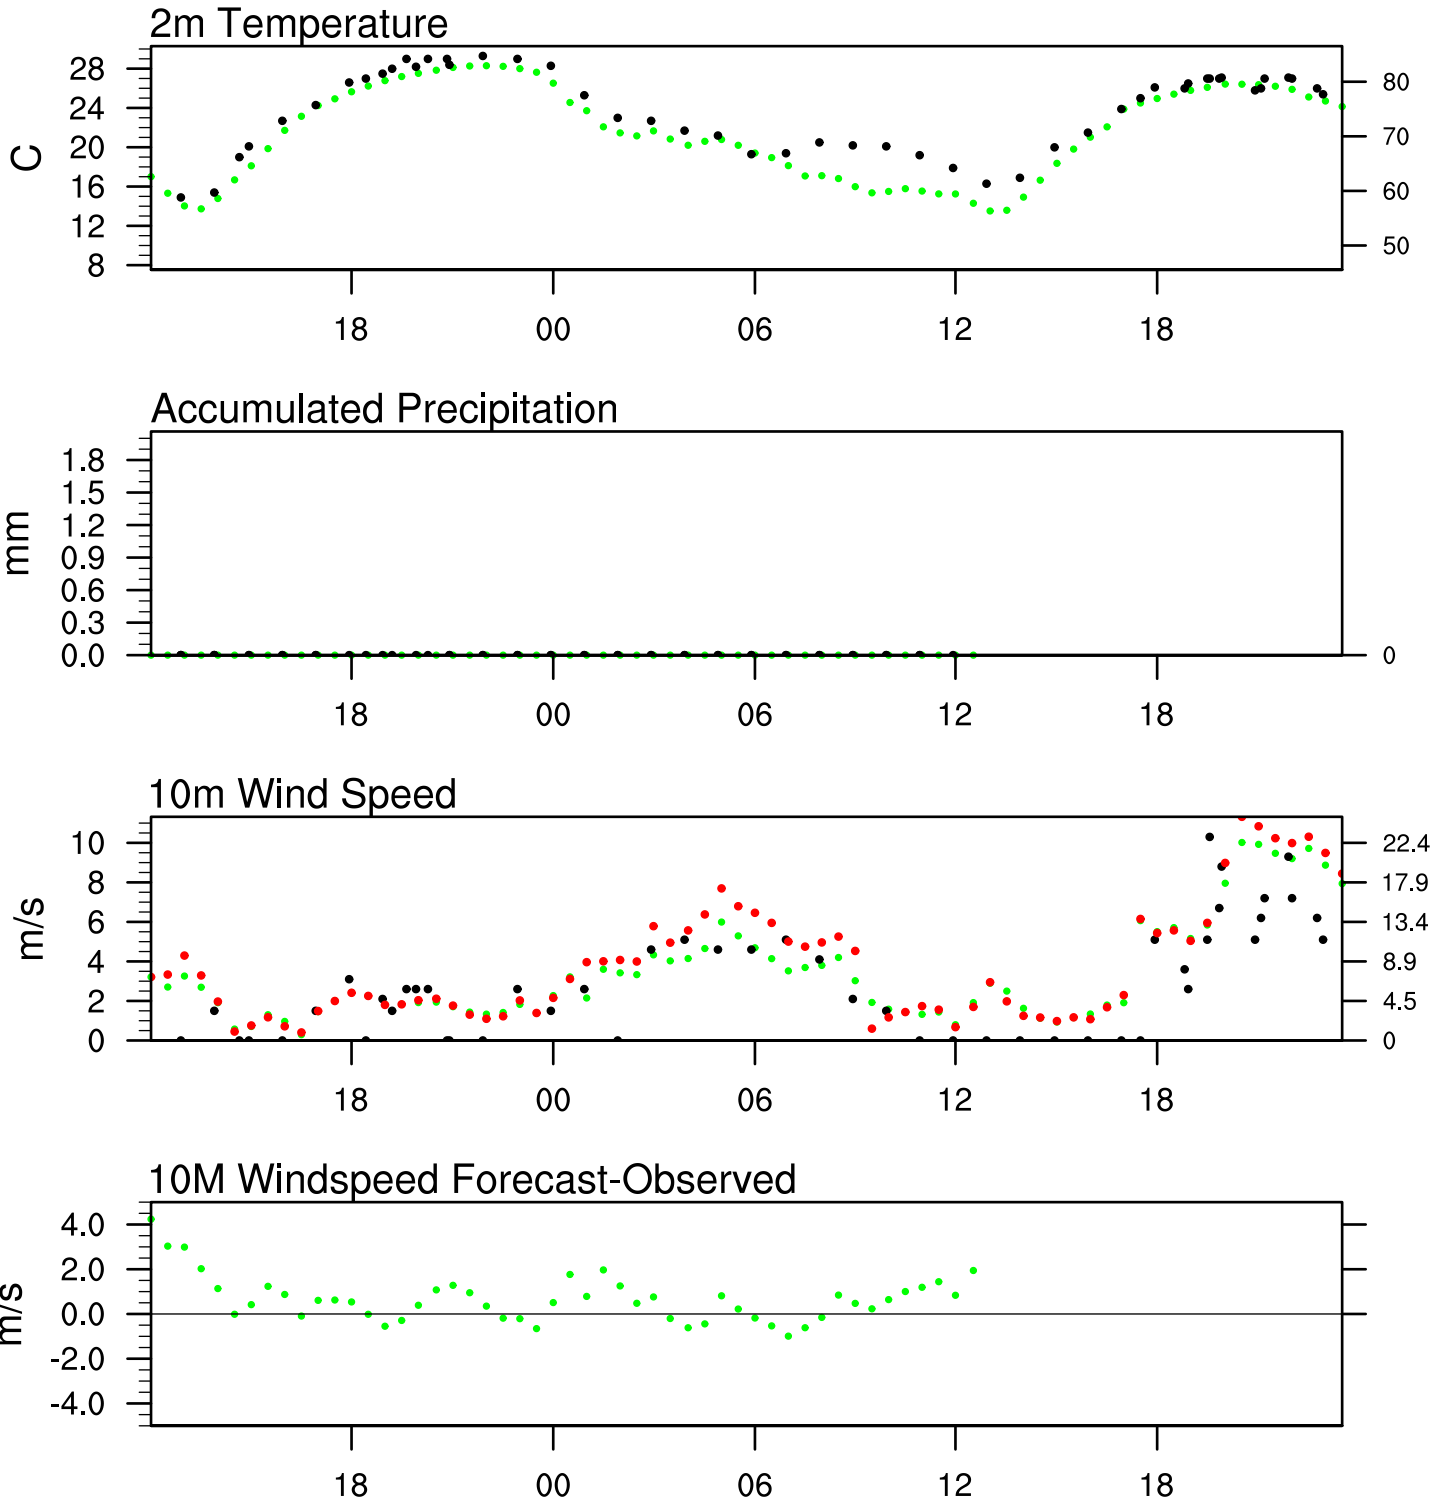 2m Temperature
C
28
24
20
16
12
8
80
70
60
50
18 00 06 12 18
Accumulated Precipitation
mm
1.8
1.5
1.2
0.9
0.6
0.3
0.0
0
18 00 06 12 18
10m Wind Speed
m/s
10
8
6
4
2
0
22.4
17.9
13.4
8.9
4.5
0
18 00 06 12 18
10M Windspeed Forecast-Observed
m/s
4.0
2.0
0.0
-2.0
-4.0
18 00 06 12 18